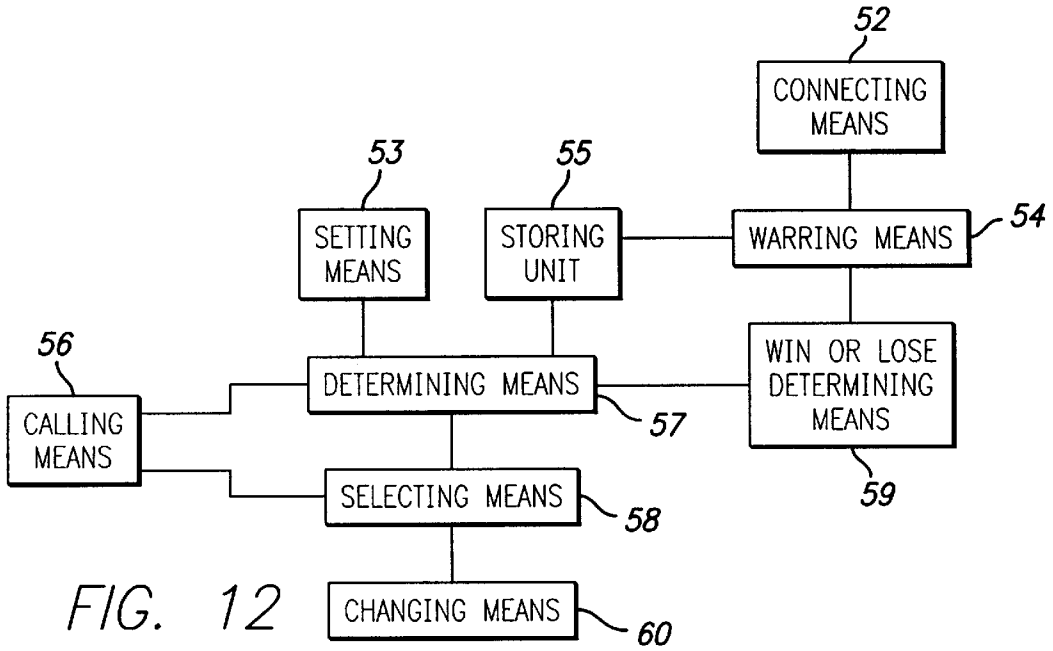 52
CONNECTING
MEANS
53
55
SETTING
MEANS
STORING
UNIT
WARRING MEANS
54
56
CALLING
MEANS
DETERMINING MEANS
57
WIN OR LOSE
DETERMINING
MEANS
59
SELECTING MEANS
58
CHANGING MEANS
60
FIG. 12